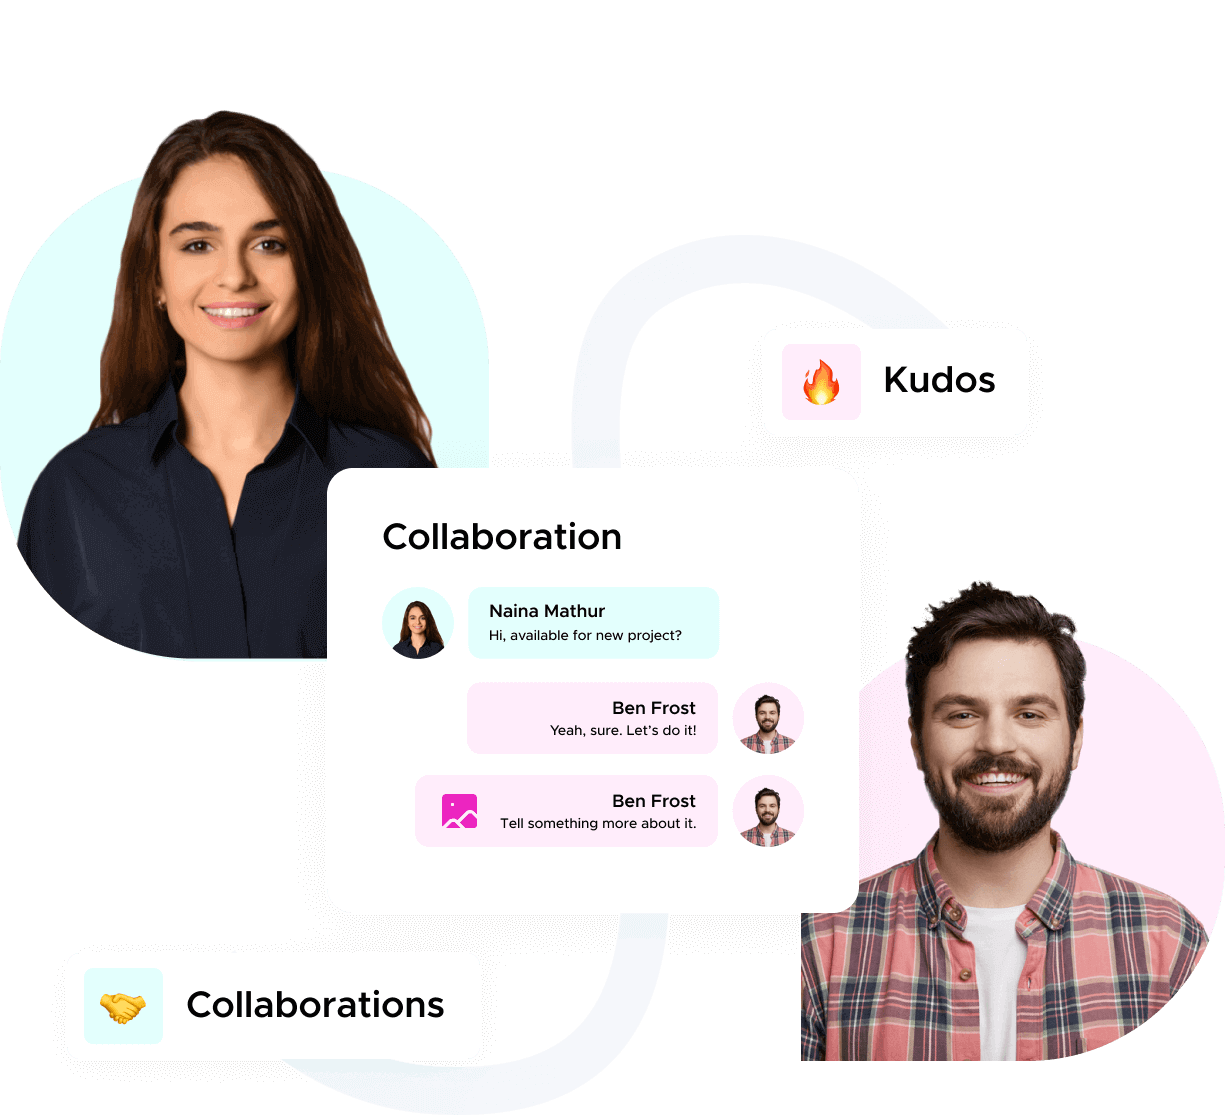 Kudos
Collaboration
Naina Mathur
Hi, available for new project?
Ben Frost
Yeah, sure. Let’s do it!
Ben Frost
Tell something more about it.
Collaborations